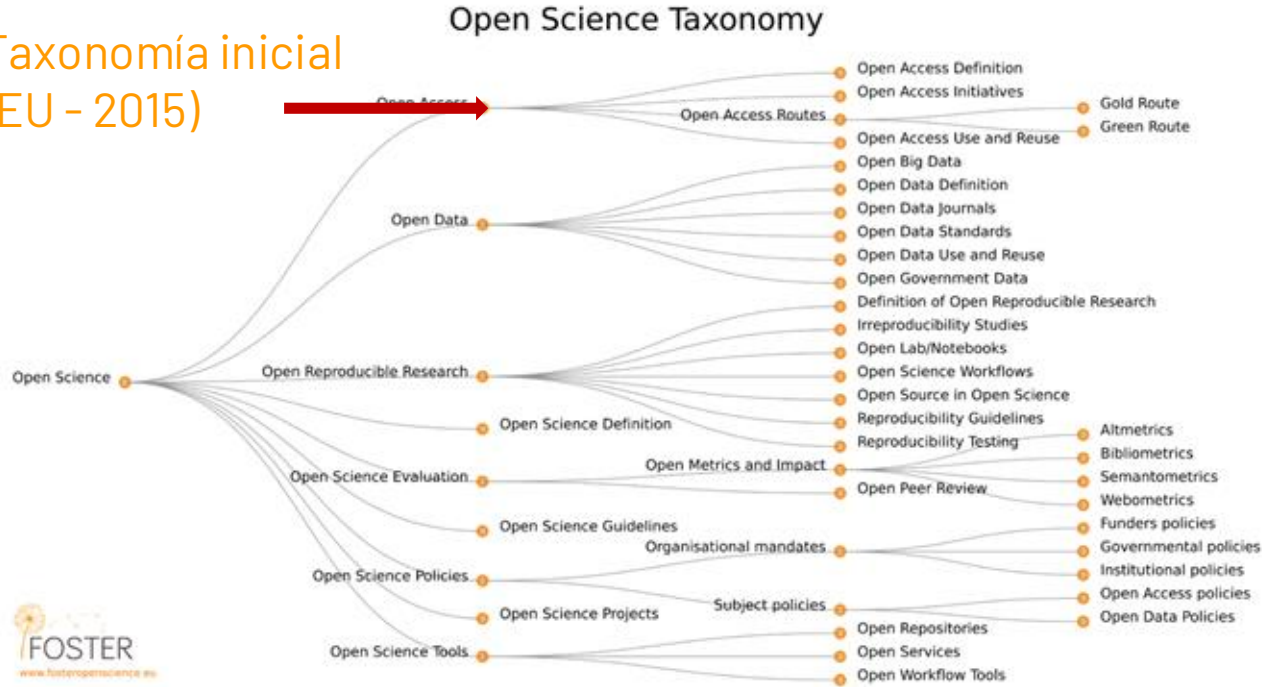 Open Science Taxonomy
Taxonomía inicial
(EU - 2015)
Open Science
Open Access
Open Access Definition
Open Access Initiatives
Open Access Routes
Gold Route
Green Route
Open Access Use and Reuse
Open Data
Open Big Data
Open Data Definition
Open Data Journals
Open Data Standards
Open Data Use and Reuse
Open Government Data
Open Reproducible Research
Definition of Open Reproducible Research
Irreproducibility Studies
Open Lab/Notebooks
Open Science Workflows
Open Source in Open Science
Reproducibility Guidelines
Reproducibility Testing
Open Science Definition
Open Science Evaluation
Open Metrics and Impact
Altmetrics
Bibliometrics
Semantometrics
Webometrics
Open Peer Review
Open Science Guidelines
Open Science Policies
Organisational mandates
Funders policies
Governmental policies
Institutional policies
Subject policies
Open Access policies
Open Data Policies
Open Science Projects
Open Science Tools
Open Repositories
Open Services
Open Workflow Tools
FOSTER
www.fosteropenscience.eu